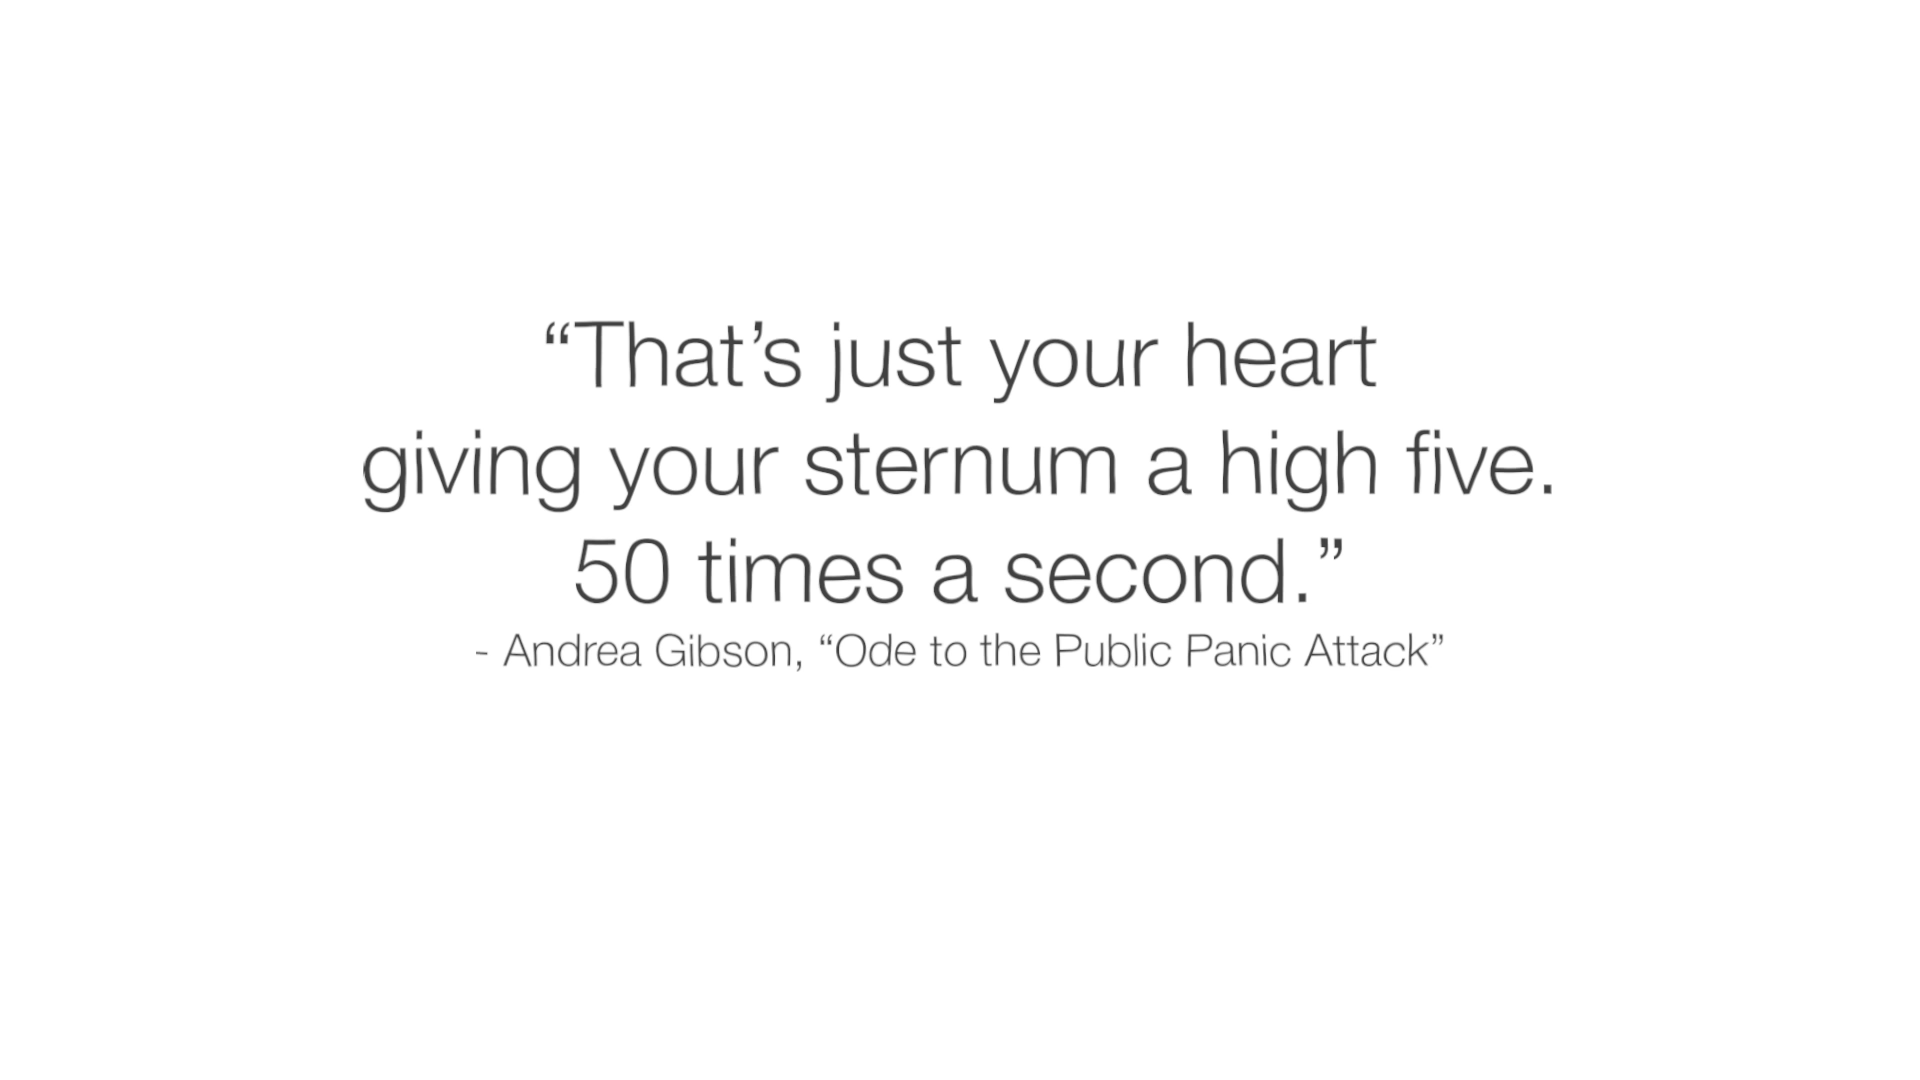 “That’s just your heart
giving your sternum a high five.
50 times a second.”
- Andrea Gibson, “Ode to the Public Panic Attack”